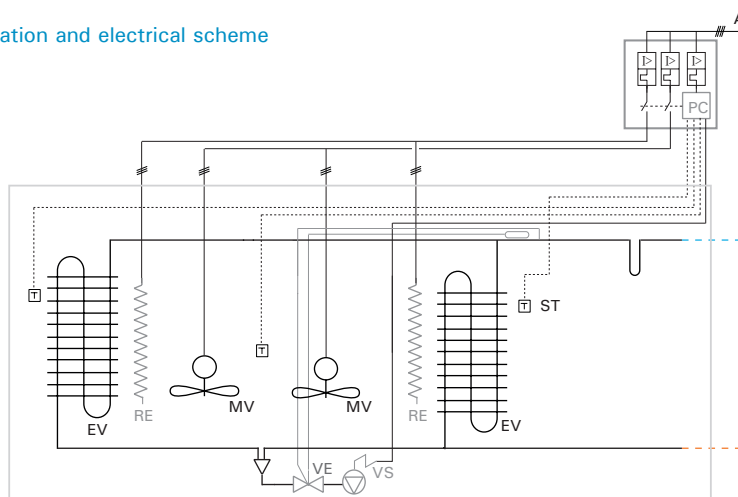 ation and electrical scheme
A
I> I> I>
PC
T
T
T ST
RE
MV
MV
RE
EV
EV
VE
VS